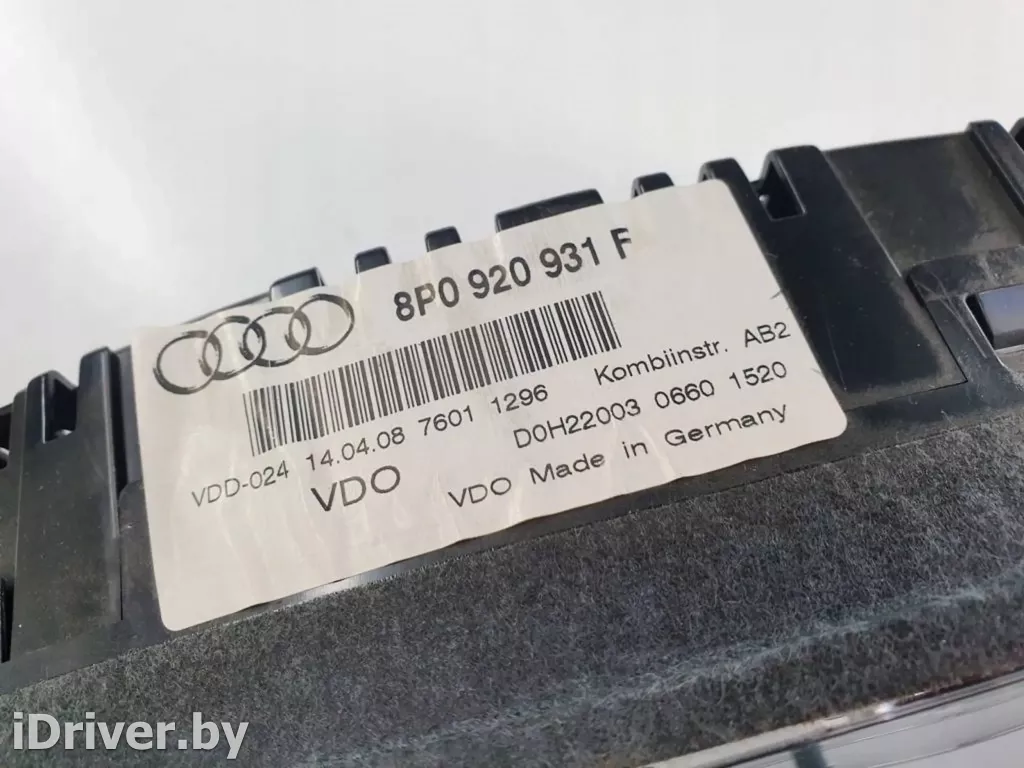 8P0 920 931 F
Kombiinstr. AB2
VDD-024 14.04.08 7601 1296
D0H22003 0660 1520
VDO
VDO Made in Germany
iDriver.by